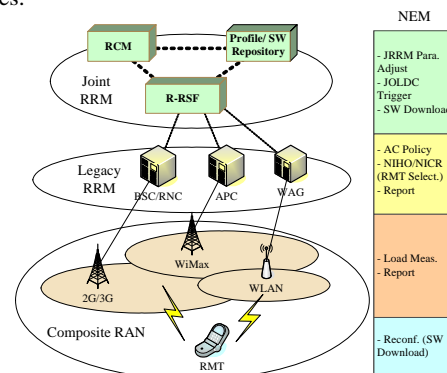 es.
NEM
RCM
Profile/ SW
Repository
Joint
RRM
R-RSF
- JRRM Para.
Adjust
- JOLDC
Trigger
- SW Download
Legacy
RRM
BSC/RNC
APC
WAG
- AC Policy
- NIHO/NICR
(RMT Select.)
- Report
WiMax
2G/3G
WLAN
- Load Meas.
- Report
Composite RAN
RMT
- Reconf. (SW
Download)